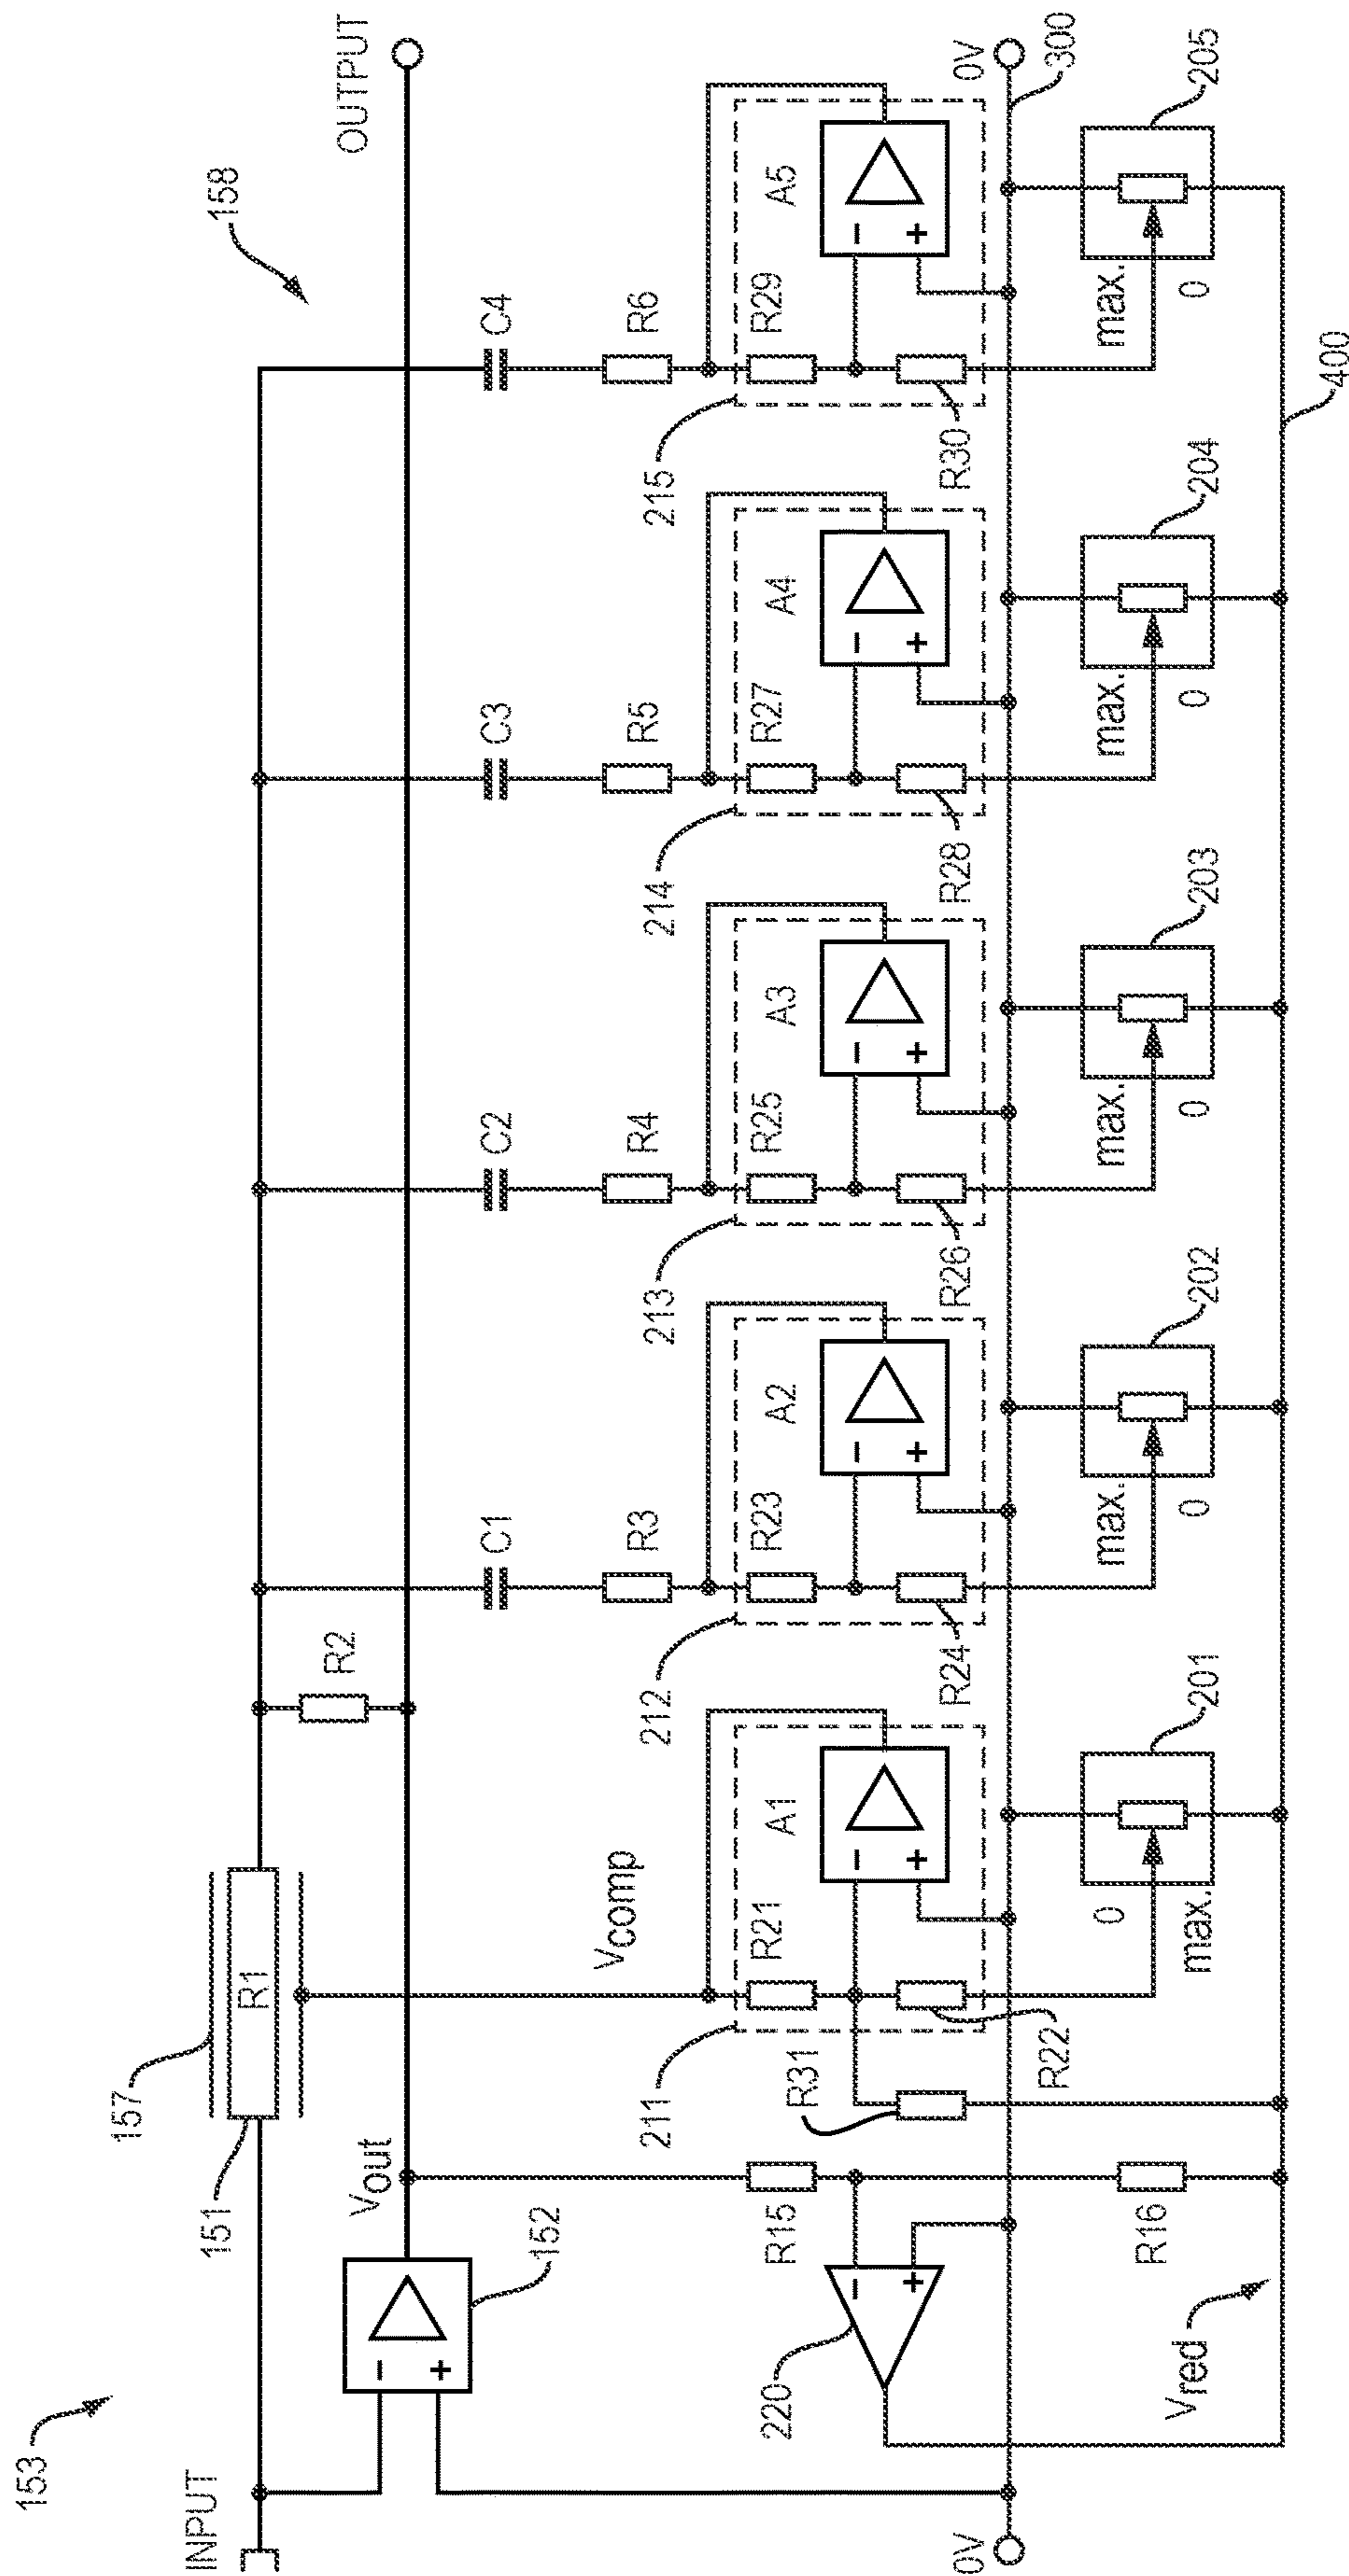 153
INPUT
157
151
R1
R2
OUTPUT
158
Vout
152
Vcomp
C1
C2
C3
C4
R3
R4
R5
R6
211
212
213
214
215
R15
R31
R21
R23
R25
R27
R29
A1
A2
A3
A4
A5
−
+
−
+
−
+
−
+
−
+
−
+
−
+
220
R22
R24
R26
R28
R30
0V
0V
300
R16
0
max.
201
max.
0
202
max.
0
203
max.
0
204
max.
0
205
Vred
400